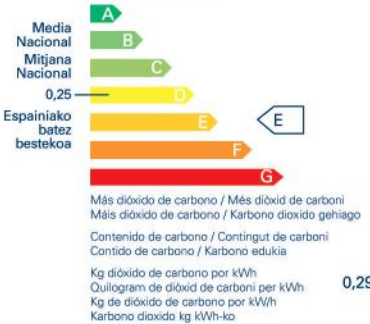 A
Media
Nacional
B
Mitjana
Nacional
C
0,25
D
Espainiako
batez
bestekoa
E
E
F
G
Más dióxido de carbono / Més diòxid de carboni
Máis dióxido de carbono / Karbono dioxido gehiago
Contenido de carbono / Contingut de carboni
Contido de carbono / Karbono edukia
Kg dióxido de carbono por kWh
Quilogram de diòxid de carboni per kWh
0,29
Kg de dióxido de carbono por kW/h
Karbono dioxido kg kWh-ko